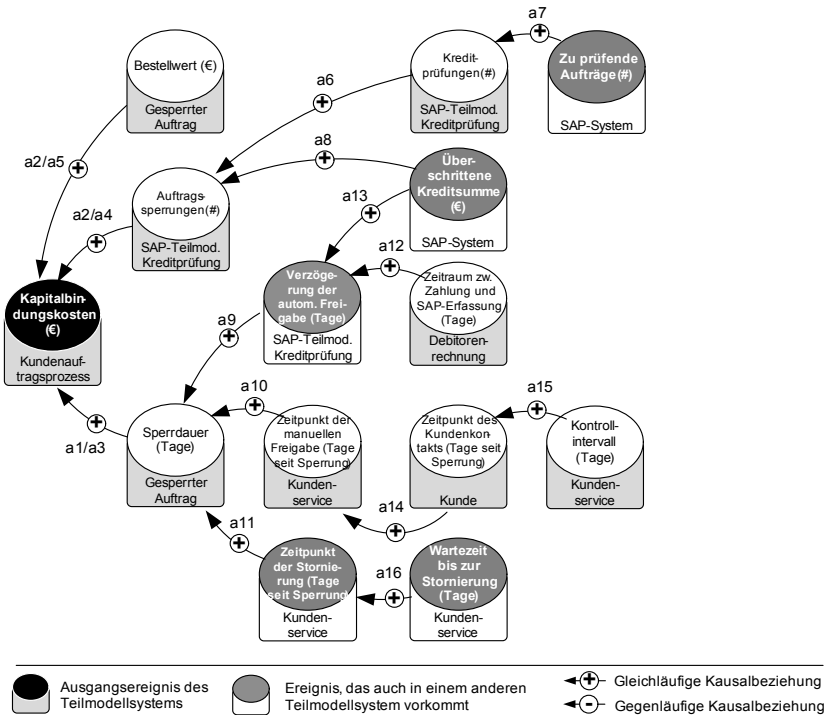 a7
Bestellwert (€)
Gesperrter
Auftrag
a6
Kredit-
prüfungen (#)
SAP-Teilmod.
Kreditprüfung
Zu prüfende
Aufträge (#)
SAP-System
a2/a5
a8
Auftrags-
sperrungen (#)
SAP-Teilmod.
Kreditprüfung
a2/a4
Über-
schrittene
Kreditsumme
(€)
SAP-System
a13
a12
Verzöge-
rung der
autom. Frei-
gabe (Tage)
SAP-Teilmod.
Kreditprüfung
Zeitraum zw.
Zahlung und
SAP-Erfassung
(Tage)
Debitoren-
rechnung
Kapitalbin-
dungskosten
(€)
Kundenauf-
tragsprozess
a9
a10
a15
a1/a3
Sperrdauer
(Tage)
Gesperrter
Auftrag
Zeitpunkt der
manuellen
Freigabe (Tage
seit Sperrung)
Kunden-
service
Zeitpunkt des
Kundenkon-
takts (Tage seit
Sperrung)
Kunde
Kontroll-
intervall
(Tage)
Kunden-
service
a14
a11
Zeitpunkt
der Stornie-
rung (Tage
seit Sperrung)
Kunden-
service
a16
Wartezeit
bis zur
Stornierung
(Tage)
Kunden-
service
Ausgangsereignis des
Teilmodellsystems
Ereignis, das auch in einem anderen
Teilmodellsystem vorkommt
Gleichläufige Kausalbeziehung
Gegenläufige Kausalbeziehung